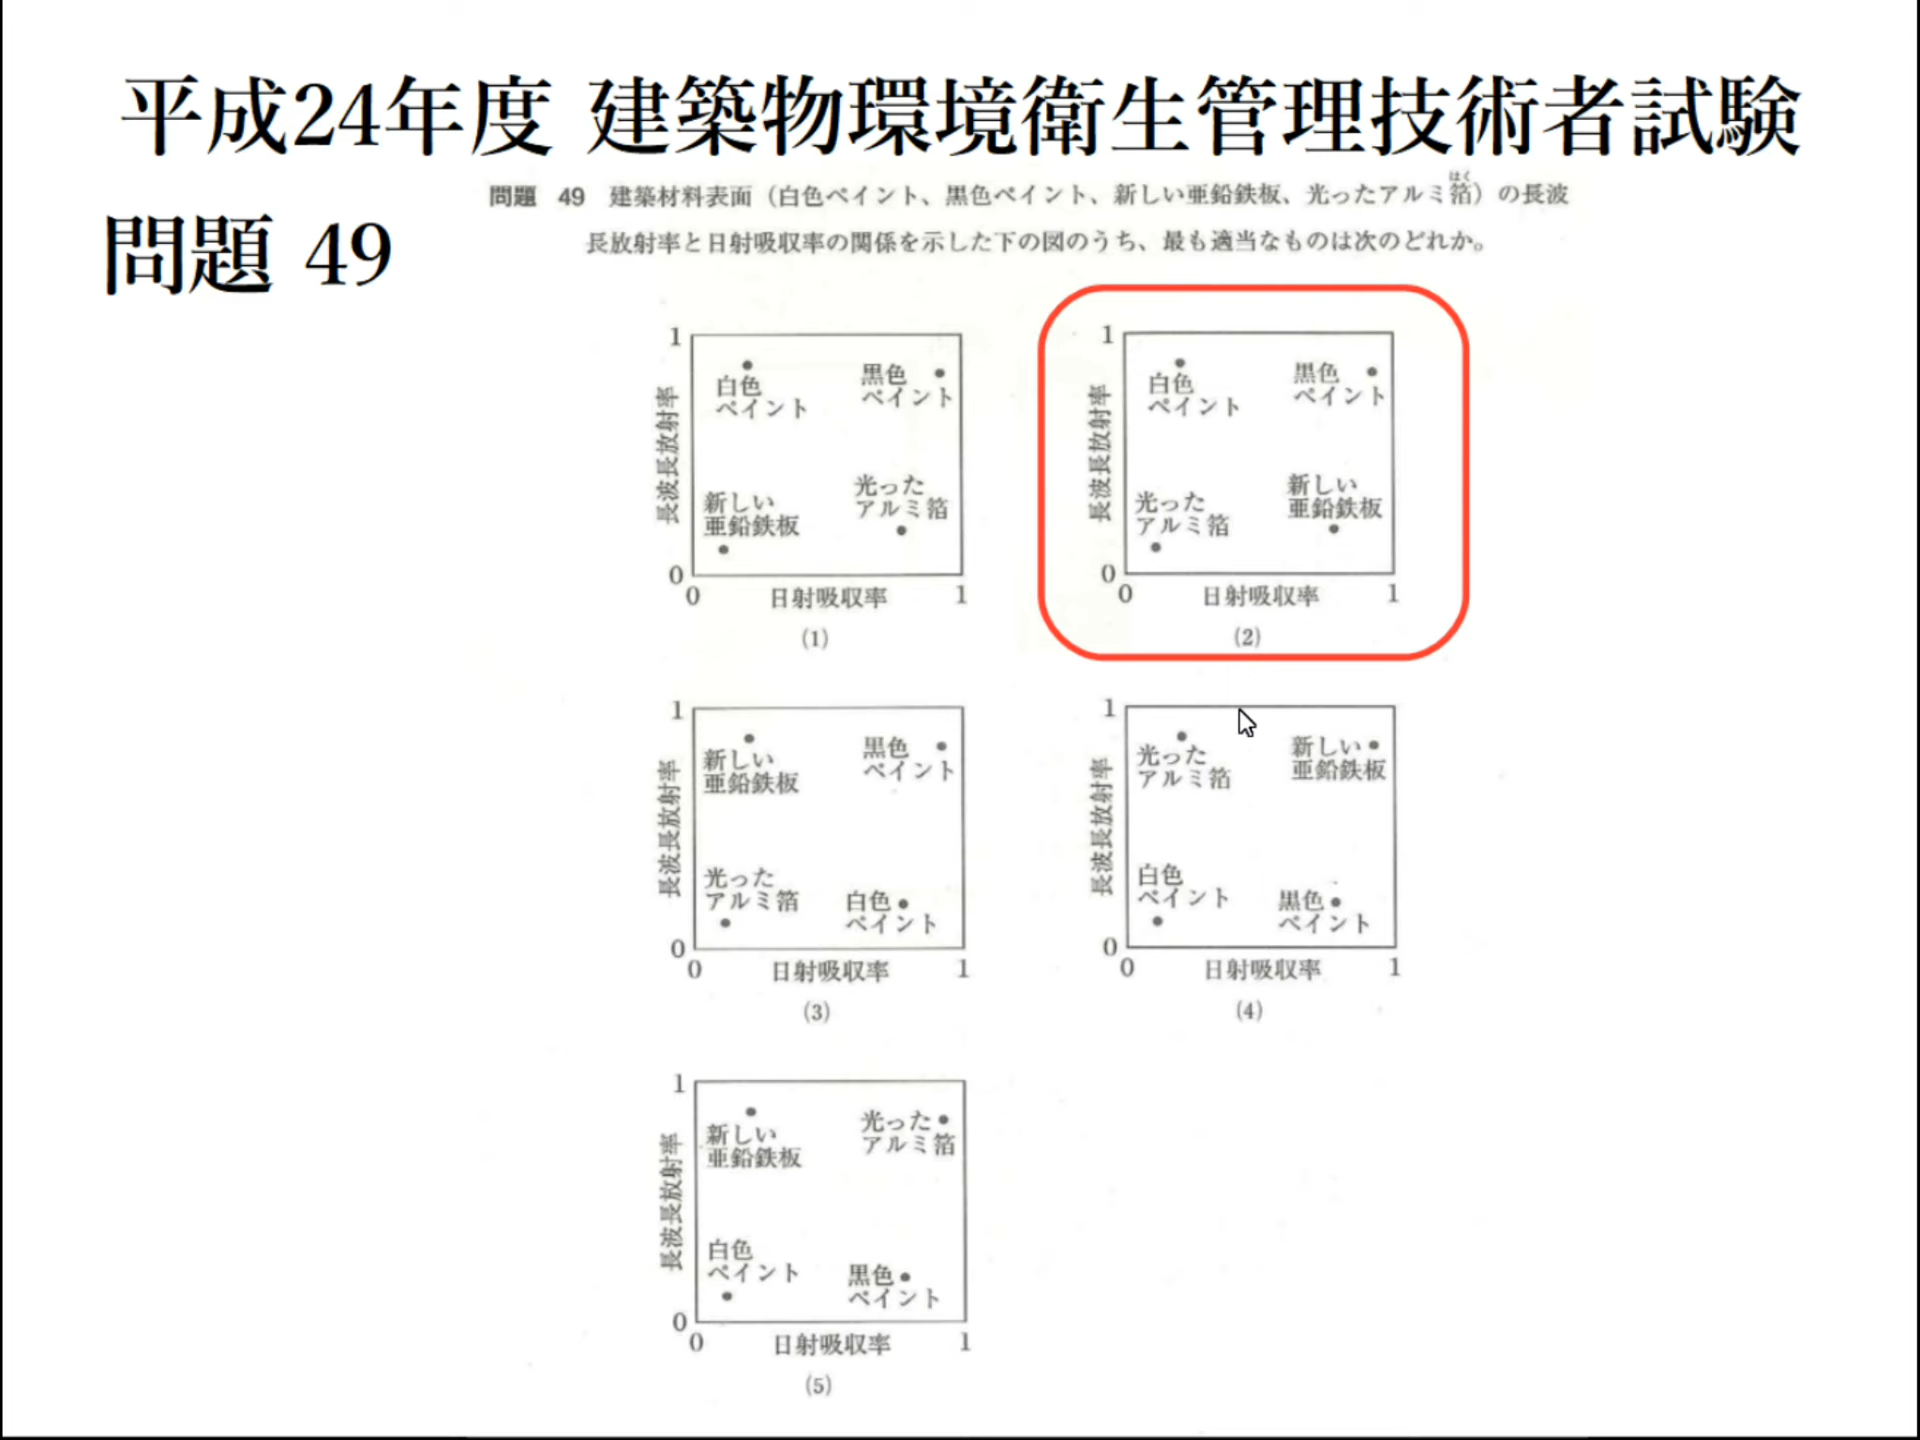 平成24年度 建築物環境衛生管理技術者試験
問題 49
問題 49 建築材料表面（白色ペイント、黒色ペイント、新しい亜鉛鉄板、光ったアルミ箔）の長波
はく
長放射率と日射吸収率の関係を示した下の図のうち、最も適当なものは次のどれか。
1
白色
ペイント
黒色
ペイント
長波長放射率
新しい
亜鉛鉄板
光った
アルミ箔
0
0
日射吸収率
1
(1)
1
白色
ペイント
黒色
ペイント
長波長放射率
光った
アルミ箔
新しい
亜鉛鉄板
0
0
日射吸収率
1
(2)
1
新しい
亜鉛鉄板
黒色
ペイント
長波長放射率
光った
アルミ箔
白色
ペイント
0
0
日射吸収率
1
(3)
1
光った
アルミ箔
新しい
亜鉛鉄板
長波長放射率
白色
ペイント
黒色
ペイント
0
0
日射吸収率
1
(4)
1
新しい
亜鉛鉄板
光った
アルミ箔
長波長放射率
白色
ペイント
黒色
ペイント
0
0
日射吸収率
1
(5)